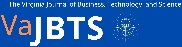 The Virginia Journal of Business, Technology, and Science
VaJBTS